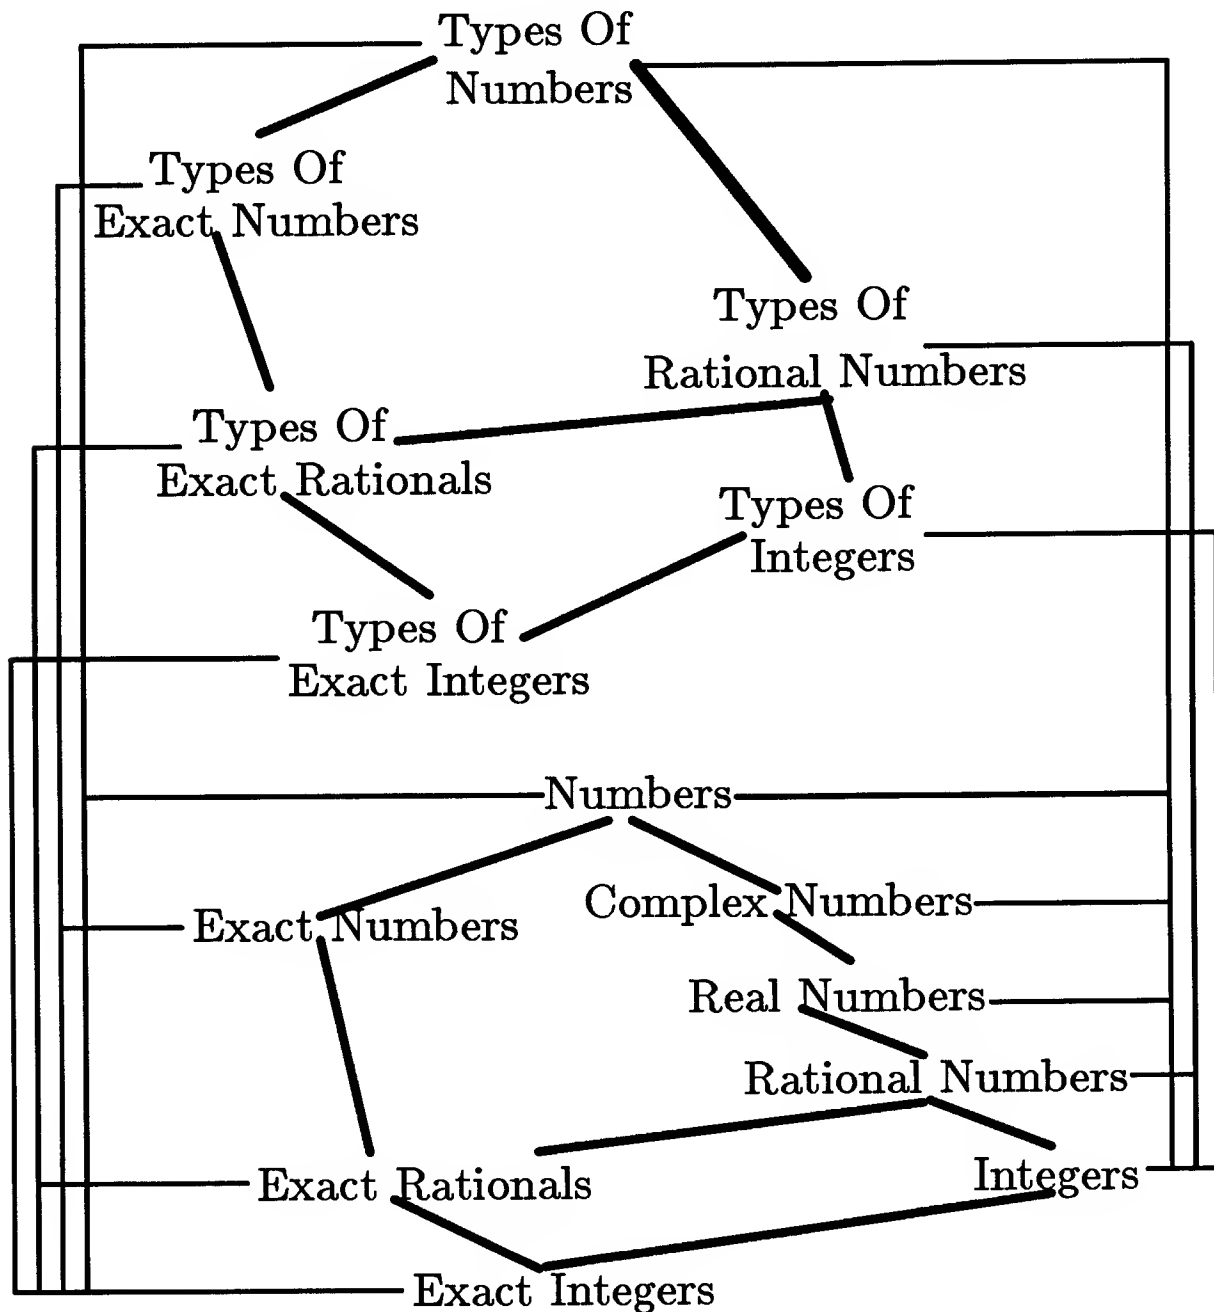 Types Of
Numbers
Types Of
Exact Numbers
Types Of
Rational Numbers
Types Of
Exact Rationals
Types Of
Integers
Types Of
Exact Integers
Numbers
Complex Numbers
Exact Numbers
Real Numbers
Rational Numbers
Exact Rationals
Integers
Exact Integers